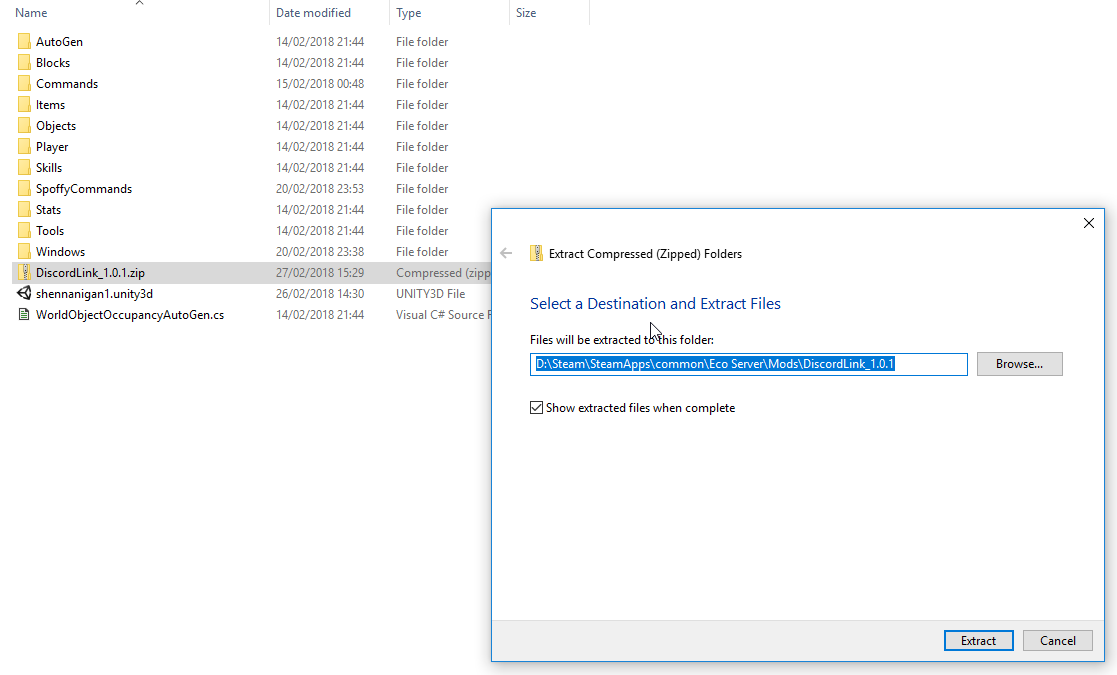 Name Date modified Type Size
AutoGen 14/02/2018 21:44 File folder
Blocks 14/02/2018 21:44 File folder
Commands 15/02/2018 00:48 File folder
Items 14/02/2018 21:44 File folder
Objects 14/02/2018 21:44 File folder
Player 14/02/2018 21:44 File folder
Skills 14/02/2018 21:44 File folder
SpoffyCommands 20/02/2018 23:53 File folder
Stats 14/02/2018 21:44 File folder
Tools 14/02/2018 21:44 File folder
Windows 20/02/2018 23:38 File folder
DiscordLink_1.0.1.zip 27/02/2018 15:29 Compressed (zipp
shennanigan1.unity3d 26/02/2018 14:30 UNITY3D File
WorldObjectOccupancyAutoGen.cs 14/02/2018 21:44 Visual C# Source F
Extract Compressed (Zipped) Folders
Select a Destination and Extract Files
Files will be extracted to this folder:
D:\Steam\SteamApps\common\Eco Server\Mods\DiscordLink_1.0.1 Browse...
Show extracted files when complete
Extract Cancel